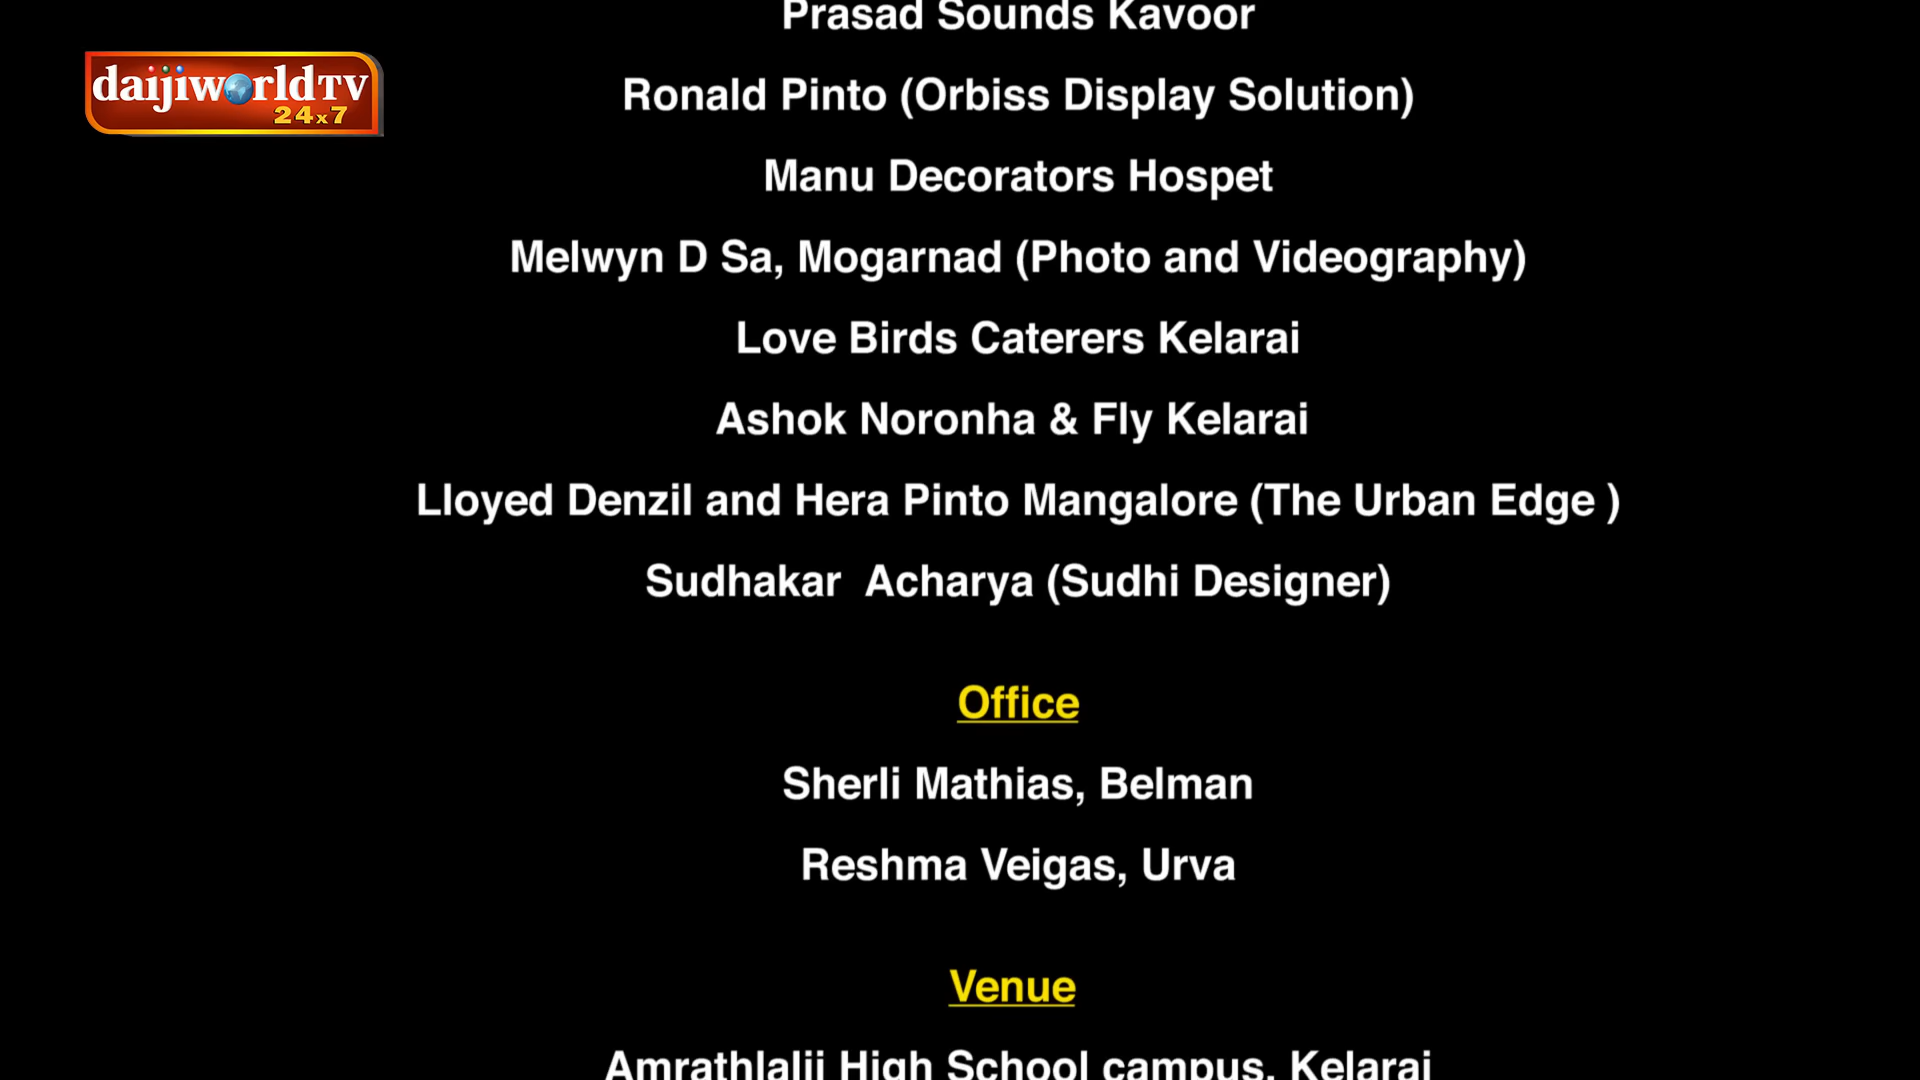 Prasad Sounds Kavoor
daijiworldTV
24x7
Ronald Pinto (Orbiss Display Solution)
Manu Decorators Hospet
Melwyn D Sa, Mogarnad (Photo and Videography)
Love Birds Caterers Kelarai
Ashok Noronha & Fly Kelarai
Lloyed Denzil and Hera Pinto Mangalore (The Urban Edge )
Sudhakar  Acharya (Sudhi Designer)
Office
Sherli Mathias, Belman
Reshma Veigas, Urva
Venue
Amrathlalji High School campus, Kelarai